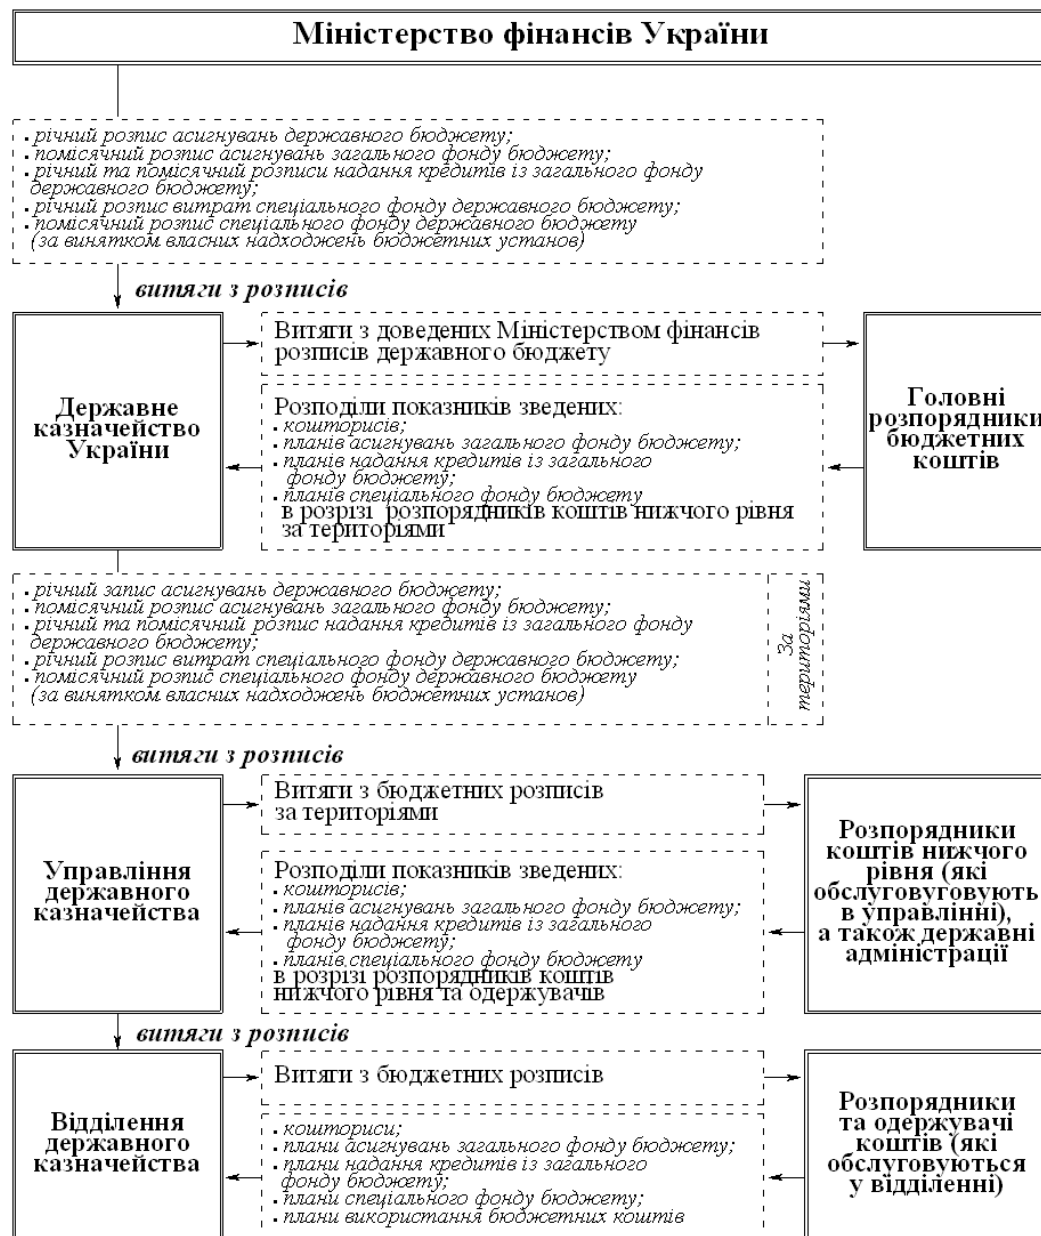 Міністерство фінансів України
. річний розпис асигнувань державного бюджету;
. помісячний розпис асигнувань загального фонду бюджету;
. річний та помісячний розписи надання кредитів із загального фонду
державного бюджету;
. річний розпис витрат спеціального фонду державного бюджету;
. помісячний розпис спеціального фонду державного бюджету
(за винятком власних надходжень бюджетних установ)
витяги з розписів
Державне
казначейство
України
Витяги з доведених Міністерством фінансів
розписів державного бюджету
Розподіли показників зведених:
. кошторисів;
. планів асигнувань загального фонду бюджету;
. планів надання кредитів із загального
фонду бюджету;
. планів спеціального фонду бюджету
в розрізі розпорядників коштів нижчого рівня
за територіями
Головні
розпорядники
бюджетних
коштів
. річний запис асигнувань державного бюджету;
. помісячний розпис асигнувань загального фонду бюджету;
. річний та помісячний розпис надання кредитів із загального фонду
державного бюджету;
. річний розпис витрат спеціального фонду державного бюджету;
. помісячний розпис спеціального фонду державного бюджету
(за винятком власних надходжень бюджетних установ)
За
територіями
витяги з розписів
Управління
державного
казначейства
Витяги з бюджетних розписів
за територіями
Розподіли показників зведених:
. кошторисів;
. планів асигнувань загального фонду бюджету;
. планів надання кредитів із загального
фонду бюджету;
. планів спеціального фонду бюджету
в розрізі розпорядників коштів
нижчого рівня та одержувачів
Розпорядники
коштів нижчого
рівня (які
обслуговуговують
в управлінні),
а також державні
адміністрації
витяги з розписів
Відділення
державного
казначейства
Витяги з бюджетних розписів
. кошториси;
. плани асигнувань загального фонду бюджету;
. плани надання кредитів із загального
фонду бюджету;
. плани спеціального фонду бюджету;
. плани використання бюджетних коштів
Розпорядники
та одержувачі
коштів (які
обслуговуються
у відділенні)